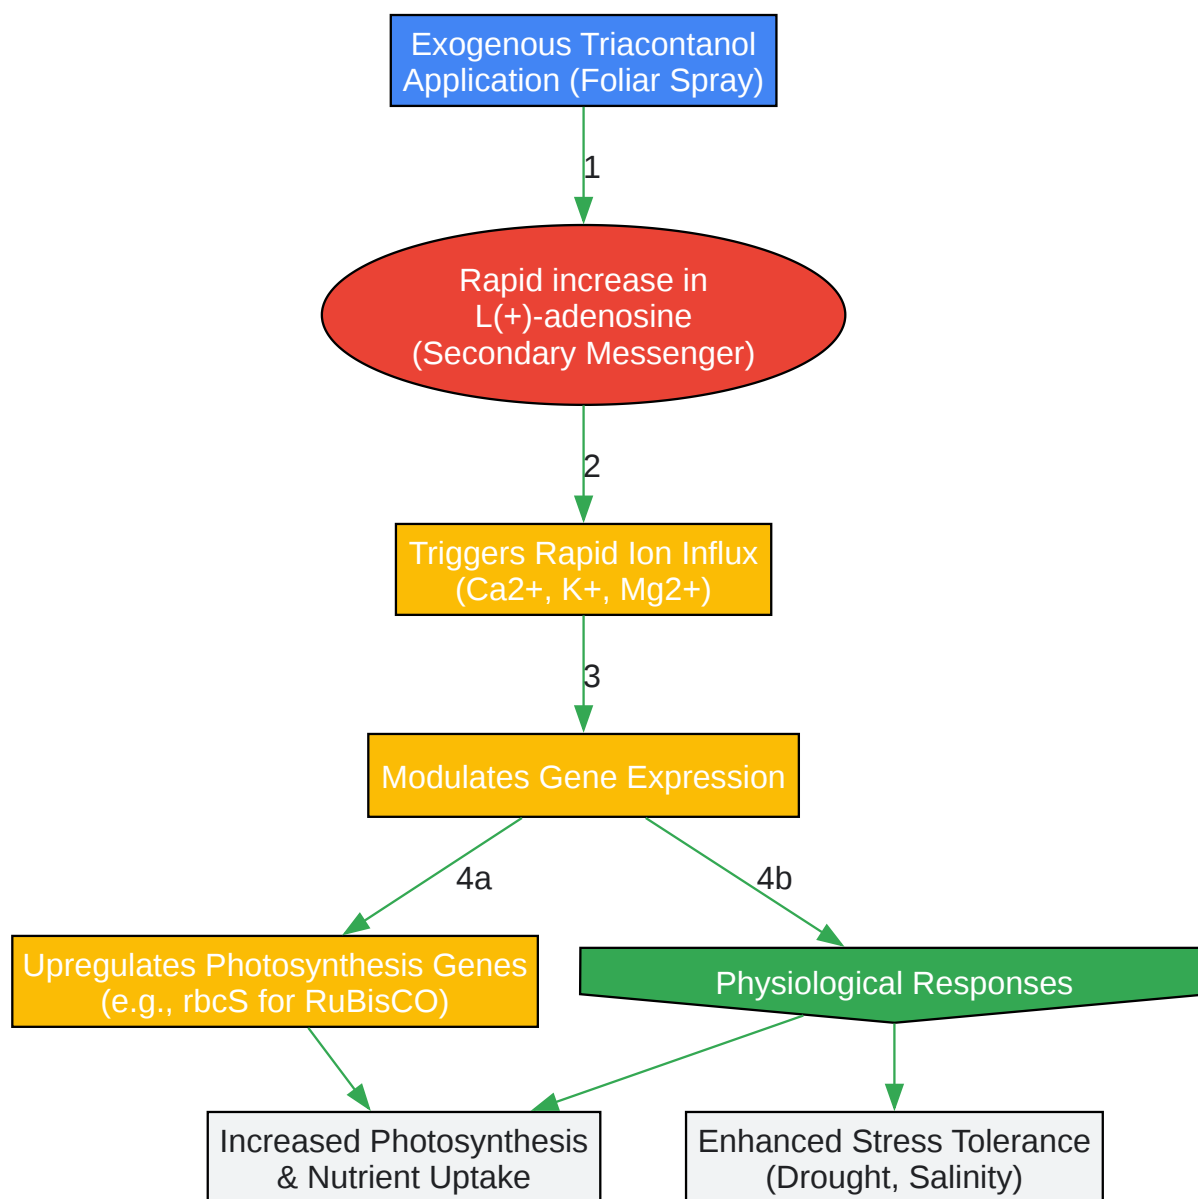 Exogenous Triacontanol
Application (Foliar Spray)
1
Rapid increase in
L(+)-adenosine
(Secondary Messenger)
2
Triggers Rapid Ion Influx
(Ca2+, K+, Mg2+)
3
Modulates Gene Expression
4a
4b
Upregulates Photosynthesis Genes
(e.g., rbcS for RuBisCO)
Physiological Responses
Increased Photosynthesis
& Nutrient Uptake
Enhanced Stress Tolerance
(Drought, Salinity)